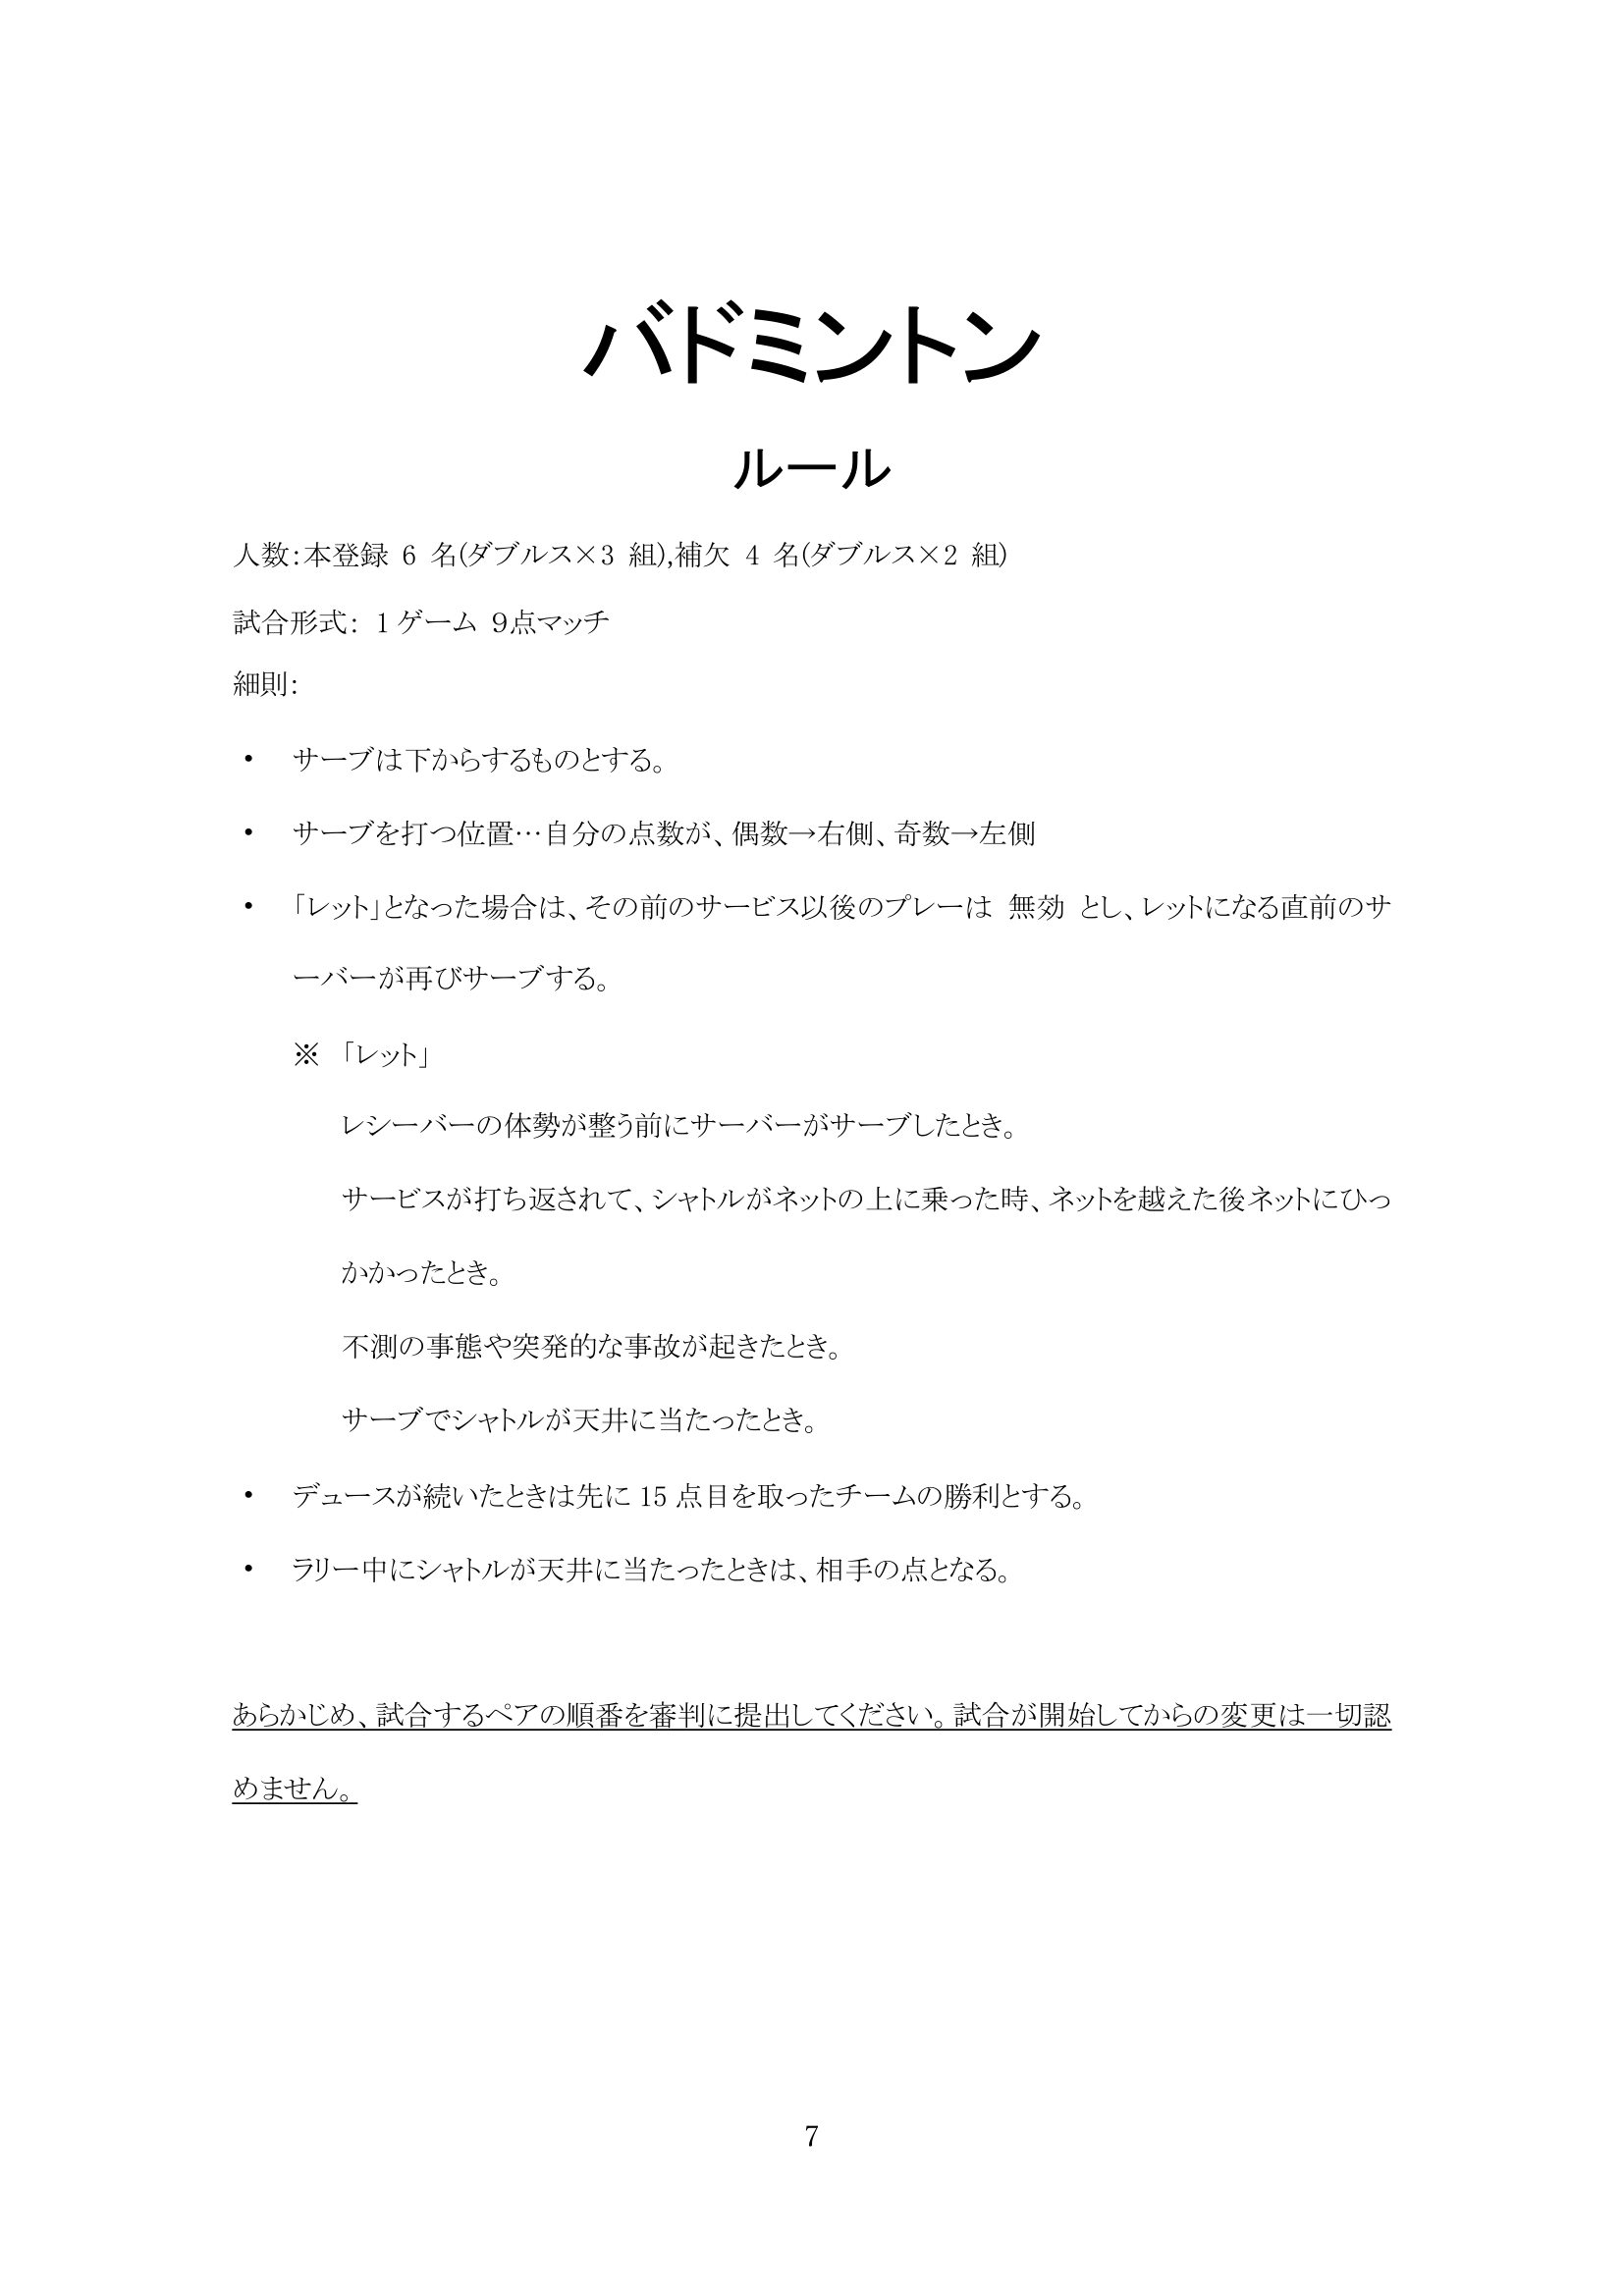 バドミントン
ルール
人数:本登録 6 名(ダブルス×3 組),補欠 4 名(ダブルス×2 組)
試合形式: 1ゲーム 9点マッチ
細則:
・ サーブは下からするものとする。
・ サーブを打つ位置…自分の点数が、偶数→右側、奇数→左側
・ 「レット」となった場合は、その前のサービス以後のプレーは 無効 とし、レットになる直前のサ
ーバーが再びサーブする。
※ 「レット」
レシーバーの体勢が整う前にサーバーがサーブしたとき。
サービスが打ち返されて、シャトルがネットの上に乗った時、ネットを越えた後ネットにひっ
かかったとき。
不測の事態や突発的な事故が起きたとき。
サーブでシャトルが天井に当たったとき。
・ デュースが続いたときは先に 15 点目を取ったチームの勝利とする。
・ ラリー中にシャトルが天井に当たったときは、相手の点となる。
あらかじめ、試合するペアの順番を審判に提出してください。試合が開始してからの変更は一切認
めません。
7